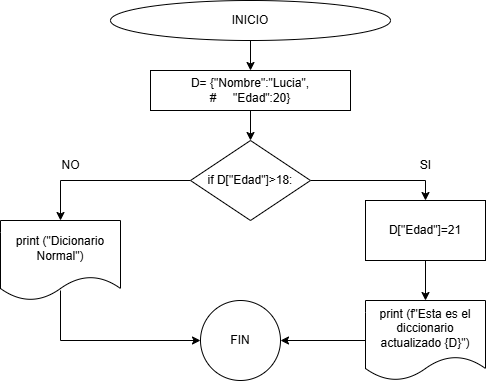 INICIO
D= {"Nombre":"Lucia",
# "Edad":20}
NO
if D["Edad"]>18:
SI
print ("Dicionario
Normal")
D["Edad"]=21
FIN
print (f"Esta es el
diccionario
actualizado {D}")